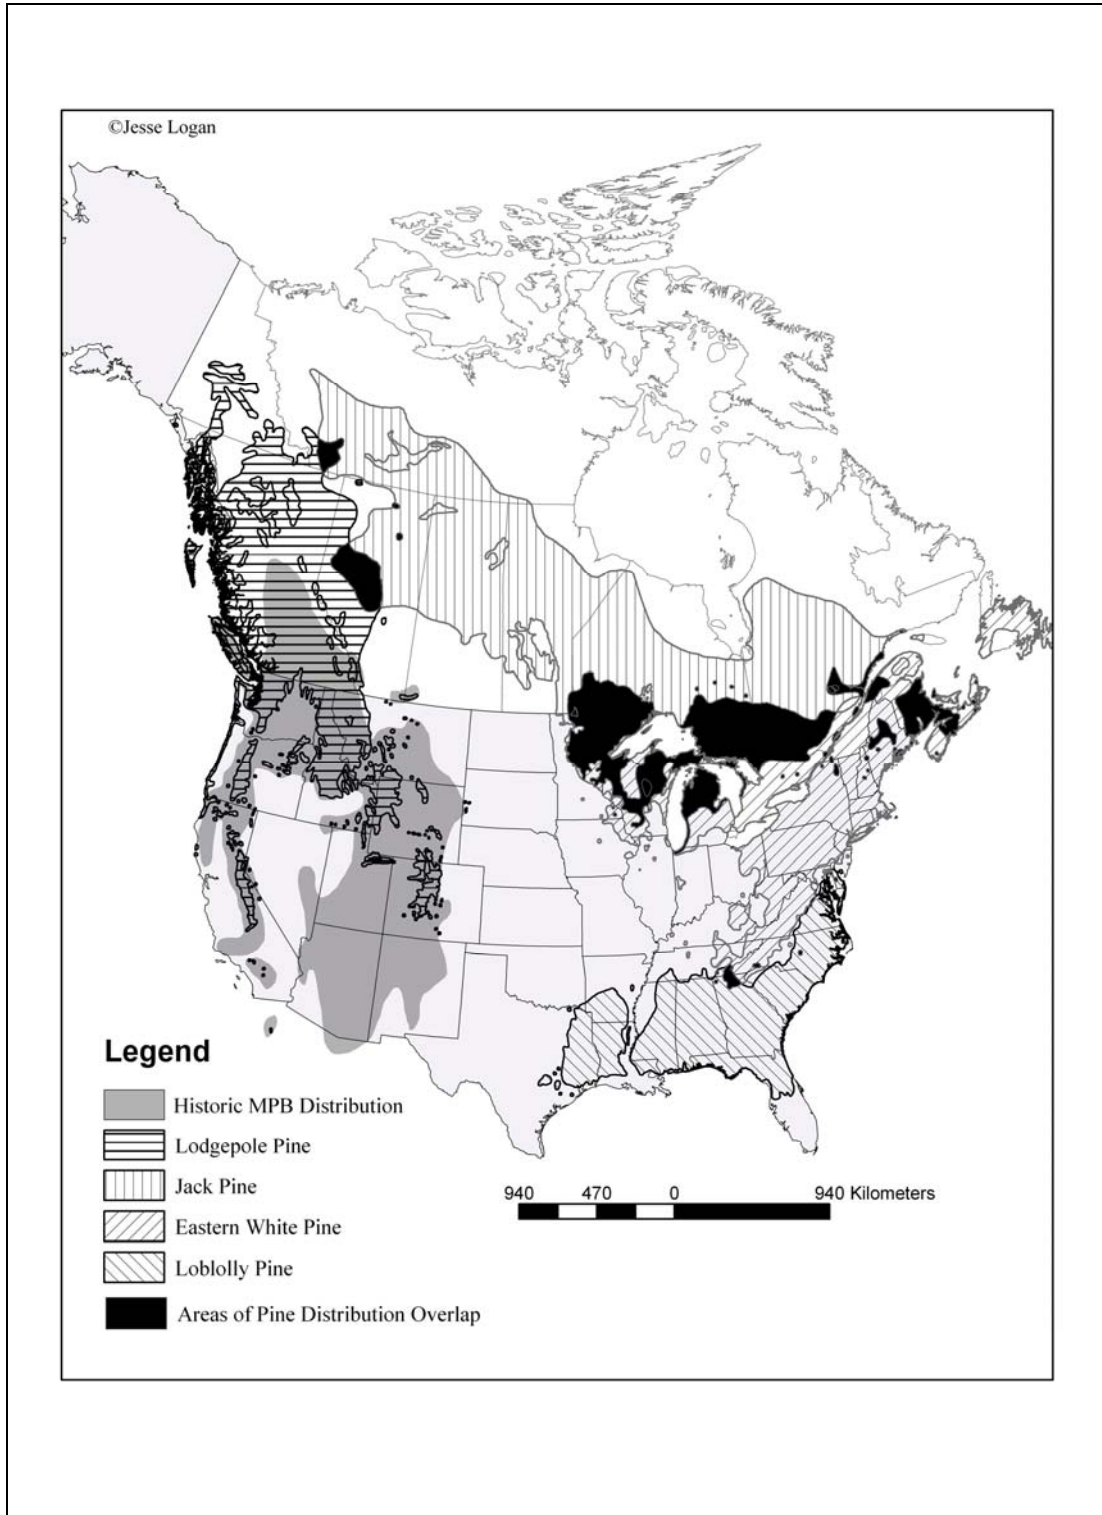 ©Jesse Logan
Legend
Historic MPB Distribution
Lodgepole Pine
Jack Pine
Eastern White Pine
Loblolly Pine
Areas of Pine Distribution Overlap
940 470 0 940 Kilometers